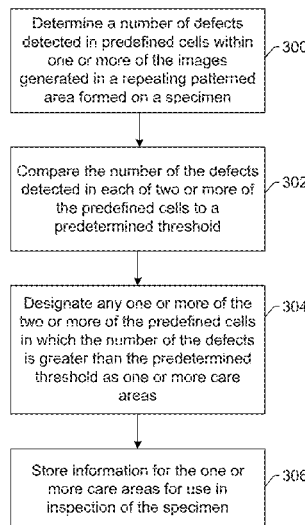 Determine a number of defects
detected in predefined cells within
one or more of the images
generated in a repeating patterned
area formed on a specimen
300
Compare the number of the defects
detected in each of two or more of
the predefined cells to a
predetermined threshold
302
Designate any one or more of the
two or more of the predefined cells
in which the number of the defects
is greater than the predetermined
threshold as one or more care
areas
304
Store information for the one or
more care areas for use in
inspection of the specimen
306